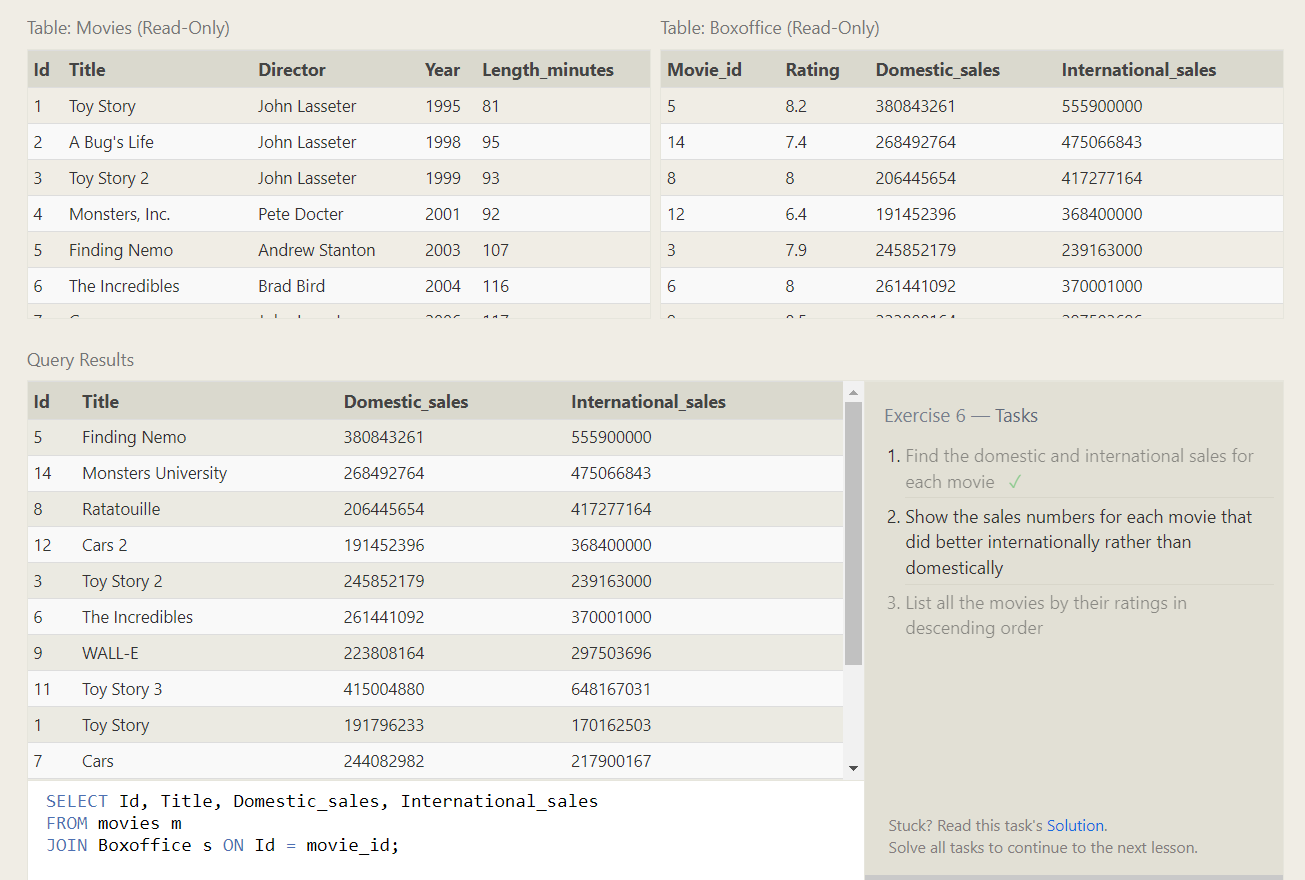 Table: Movies (Read-Only)
Id Title Director Year Length_minutes
1 Toy Story John Lasseter 1995 81
2 A Bug's Life John Lasseter 1998 95
3 Toy Story 2 John Lasseter 1999 93
4 Monsters, Inc. Pete Docter 2001 92
5 Finding Nemo Andrew Stanton 2003 107
6 The Incredibles Brad Bird 2004 116
Table: Boxoffice (Read-Only)
Movie_id Rating Domestic_sales International_sales
5 8.2 380843261 555900000
14 7.4 268492764 475066843
8 8 206445654 417277164
12 6.4 191452396 368400000
3 7.9 245852179 239163000
6 8 261441092 370001000
Query Results
Id Title Domestic_sales International_sales
5 Finding Nemo 380843261 555900000
14 Monsters University 268492764 475066843
8 Ratatouille 206445654 417277164
12 Cars 2 191452396 368400000
3 Toy Story 2 245852179 239163000
6 The Incredibles 261441092 370001000
9 WALL-E 223808164 297503696
11 Toy Story 3 415004880 648167031
1 Toy Story 191796233 170162503
7 Cars 244082982 217900167
SELECT Id, Title, Domestic_sales, International_sales
FROM movies m
JOIN Boxoffice s ON Id = movie_id;
Exercise 6 — Tasks
1. Find the domestic and international sales for
each movie ✓
2. Show the sales numbers for each movie that
did better internationally rather than
domestically
3. List all the movies by their ratings in
descending order
Stuck? Read this task's Solution.
Solve all tasks to continue to the next lesson.